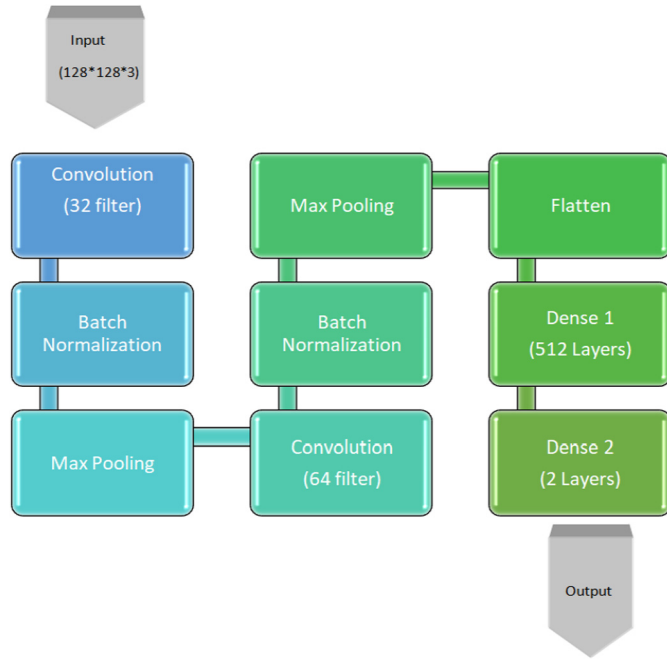 Input
(128*128*3)
Convolution
(32 filter)
Batch
Normalization
Max Pooling
Convolution
(64 filter)
Batch
Normalization
Max Pooling
Flatten
Dense 1
(512 Layers)
Dense 2
(2 Layers)
Output